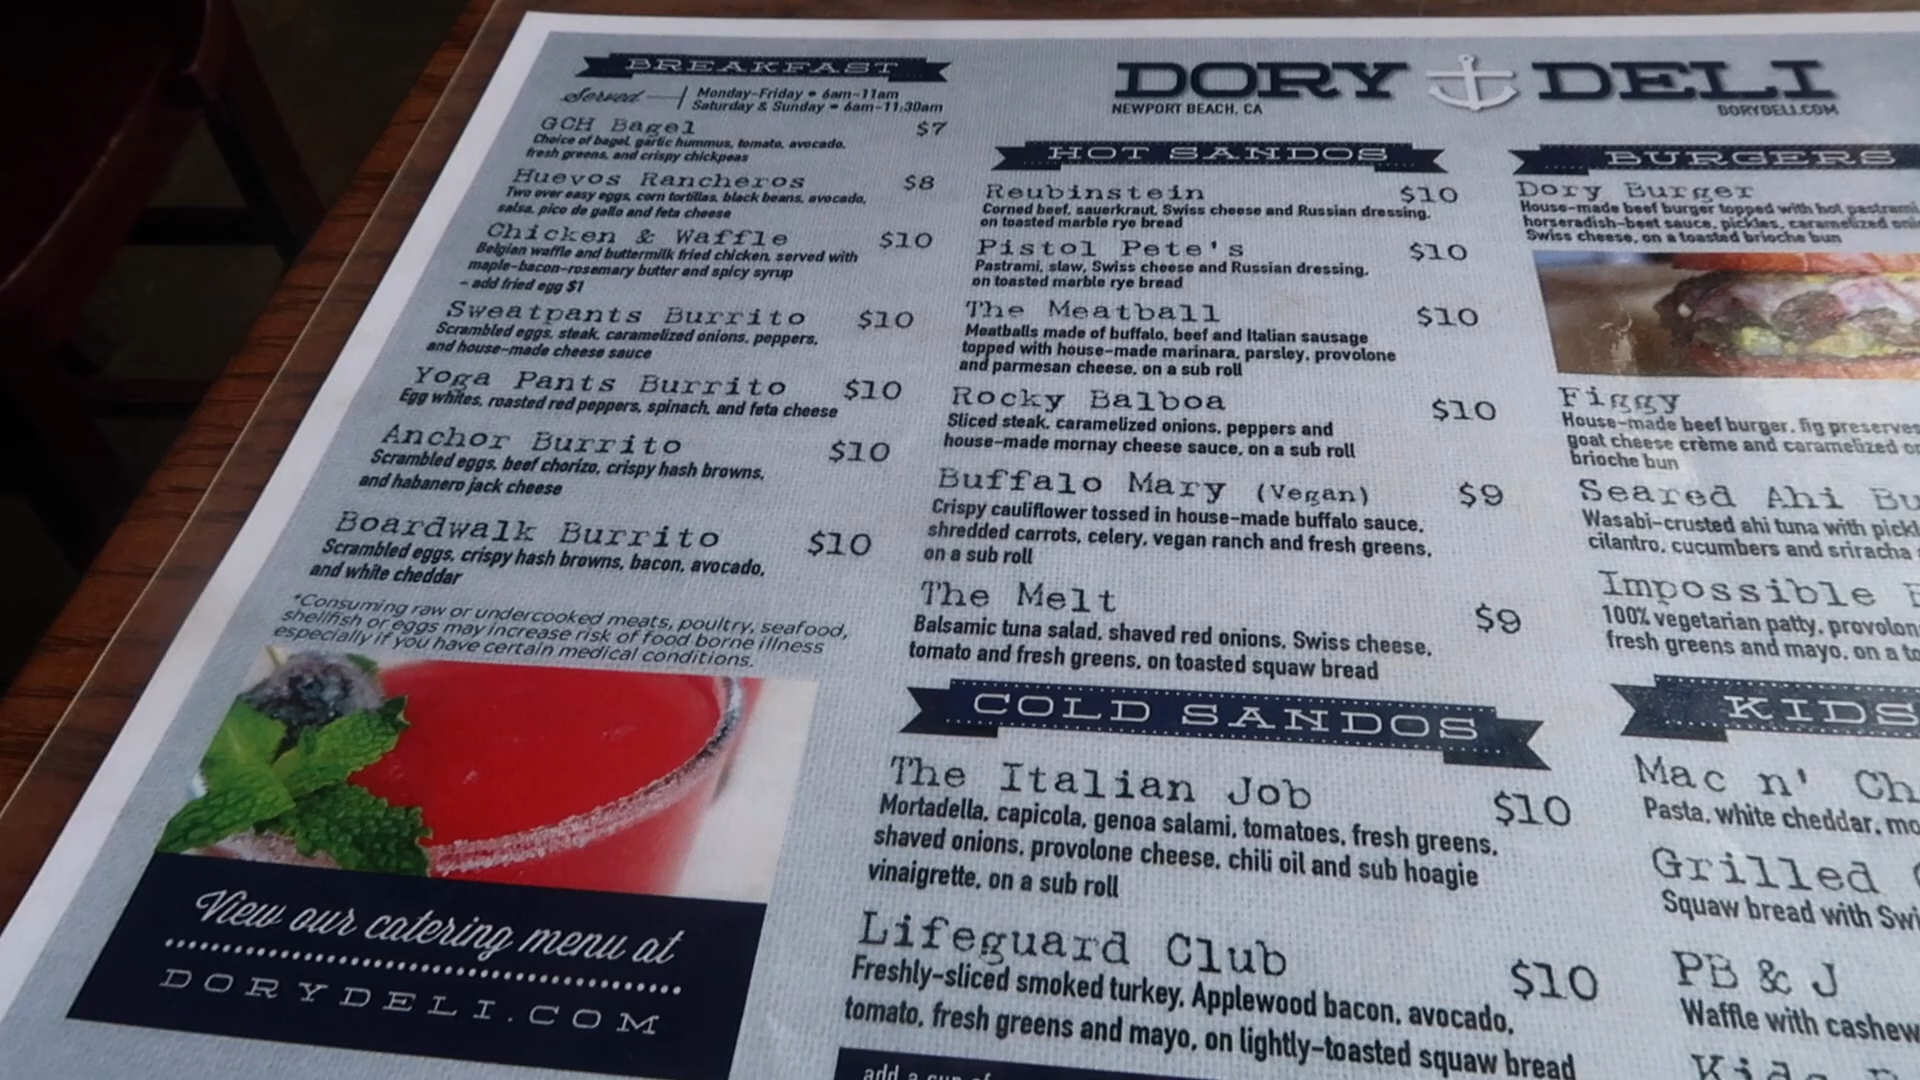 BREAKFAST
Served
Monday-Friday • 6am-11am
Saturday & Sunday • 6am-11:30am
GCH Bagel $7
Choice of bagel, garlic hummus, tomato, avocado,
fresh greens, and crispy chickpeas
Huevos Rancheros $8
Two over easy eggs, corn tortillas, black beans, avocado,
salsa, pico de gallo and feta cheese
Chicken & Waffle $10
Belgian waffle and buttermilk fried chicken, served with
maple-bacon-rosemary butter and spicy syrup
- add fried egg $1
Sweatpants Burrito $10
Scrambled eggs, steak, caramelized onions, peppers,
and house-made cheese sauce
Yoga Pants Burrito $10
Egg whites, roasted red peppers, spinach, and feta cheese
Anchor Burrito $10
Scrambled eggs, beef chorizo, crispy hash browns,
and habanero jack cheese
Boardwalk Burrito $10
Scrambled eggs, crispy hash browns, bacon, avocado,
and white cheddar
*Consuming raw or undercooked meats, poultry, seafood,
shellfish or eggs may increase risk of food borne illness
especially if you have certain medical conditions.
View our catering menu at
DORYDELI.COM
DORY DELI
NEWPORT BEACH, CA
DORYDELI.COM
HOT SANDOS
Reubinstein $10
Corned beef, sauerkraut, Swiss cheese and Russian dressing,
on toasted marble rye bread
Pistol Pete's $10
Pastrami, slaw, Swiss cheese and Russian dressing,
on toasted marble rye bread
The Meatball $10
Meatballs made of buffalo, beef and Italian sausage
topped with house-made marinara, parsley, provolone
and parmesan cheese, on a sub roll
Rocky Balboa $10
Sliced steak, caramelized onions, peppers and
house-made mornay cheese sauce, on a sub roll
Buffalo Mary (Vegan) $9
Crispy cauliflower tossed in house-made buffalo sauce,
shredded carrots, celery, vegan ranch and fresh greens,
on a sub roll
The Melt $9
Balsamic tuna salad, shaved red onions, Swiss cheese,
tomato and fresh greens, on toasted squaw bread
COLD SANDOS
The Italian Job $10
Mortadella, capicola, genoa salami, tomatoes, fresh greens,
shaved onions, provolone cheese, chili oil and sub hoagie
vinaigrette, on a sub roll
Lifeguard Club $10
Freshly-sliced smoked turkey, Applewood bacon, avocado,
tomato, fresh greens and mayo, on lightly-toasted squaw bread
add a cup of
BURGERS
Dory Burger
House-made beef burger topped with hot pastrami
horseradish-beet sauce, pickles, caramelized
Swiss cheese, on a toasted brioche bun
Figgy
House-made beef burger, fig preserves
goat cheese crème and caramelized
brioche bun
Seared Ahi
Wasabi-crusted ahi tuna with
cilantro, cucumbers and sriracha
Impossible
100% vegetarian patty,
fresh greens and mayo, on a
KIDS
Mac n'
Pasta, white cheddar,
Grilled
Squaw bread with
PB & J
Waffle with cashew